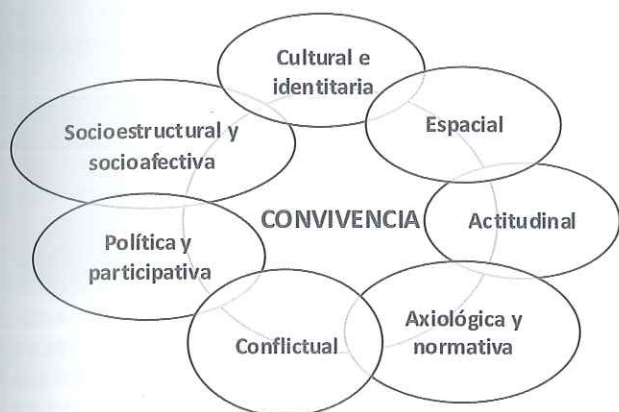 Cultural e
identitaria
Espacial
Socioestructural y
socioafectiva
CONVIVENCIA
Actitudinal
Política y
participativa
Axiológica y
normativa
Conflictual